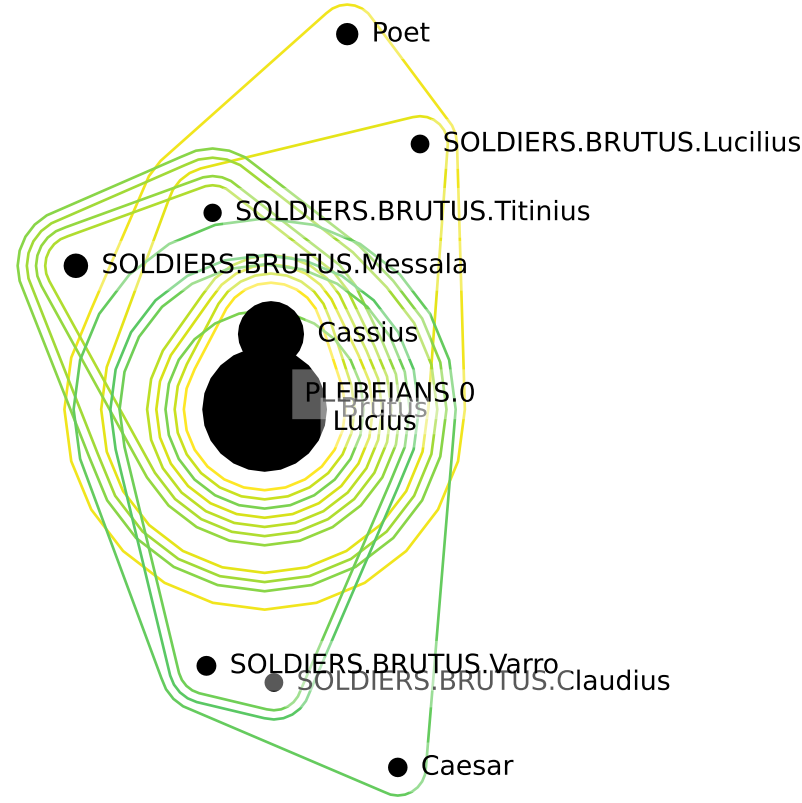 Poet
SOLDIERS.BRUTUS.Lucilius
SOLDIERS.BRUTUS.Titinius
SOLDIERS.BRUTUS.Messala
Cassius
PLEBEIANS.0
Brutus
Lucius
SOLDIERS.BRUTUS.Varro
SOLDIERS.BRUTUS.Claudius
Caesar